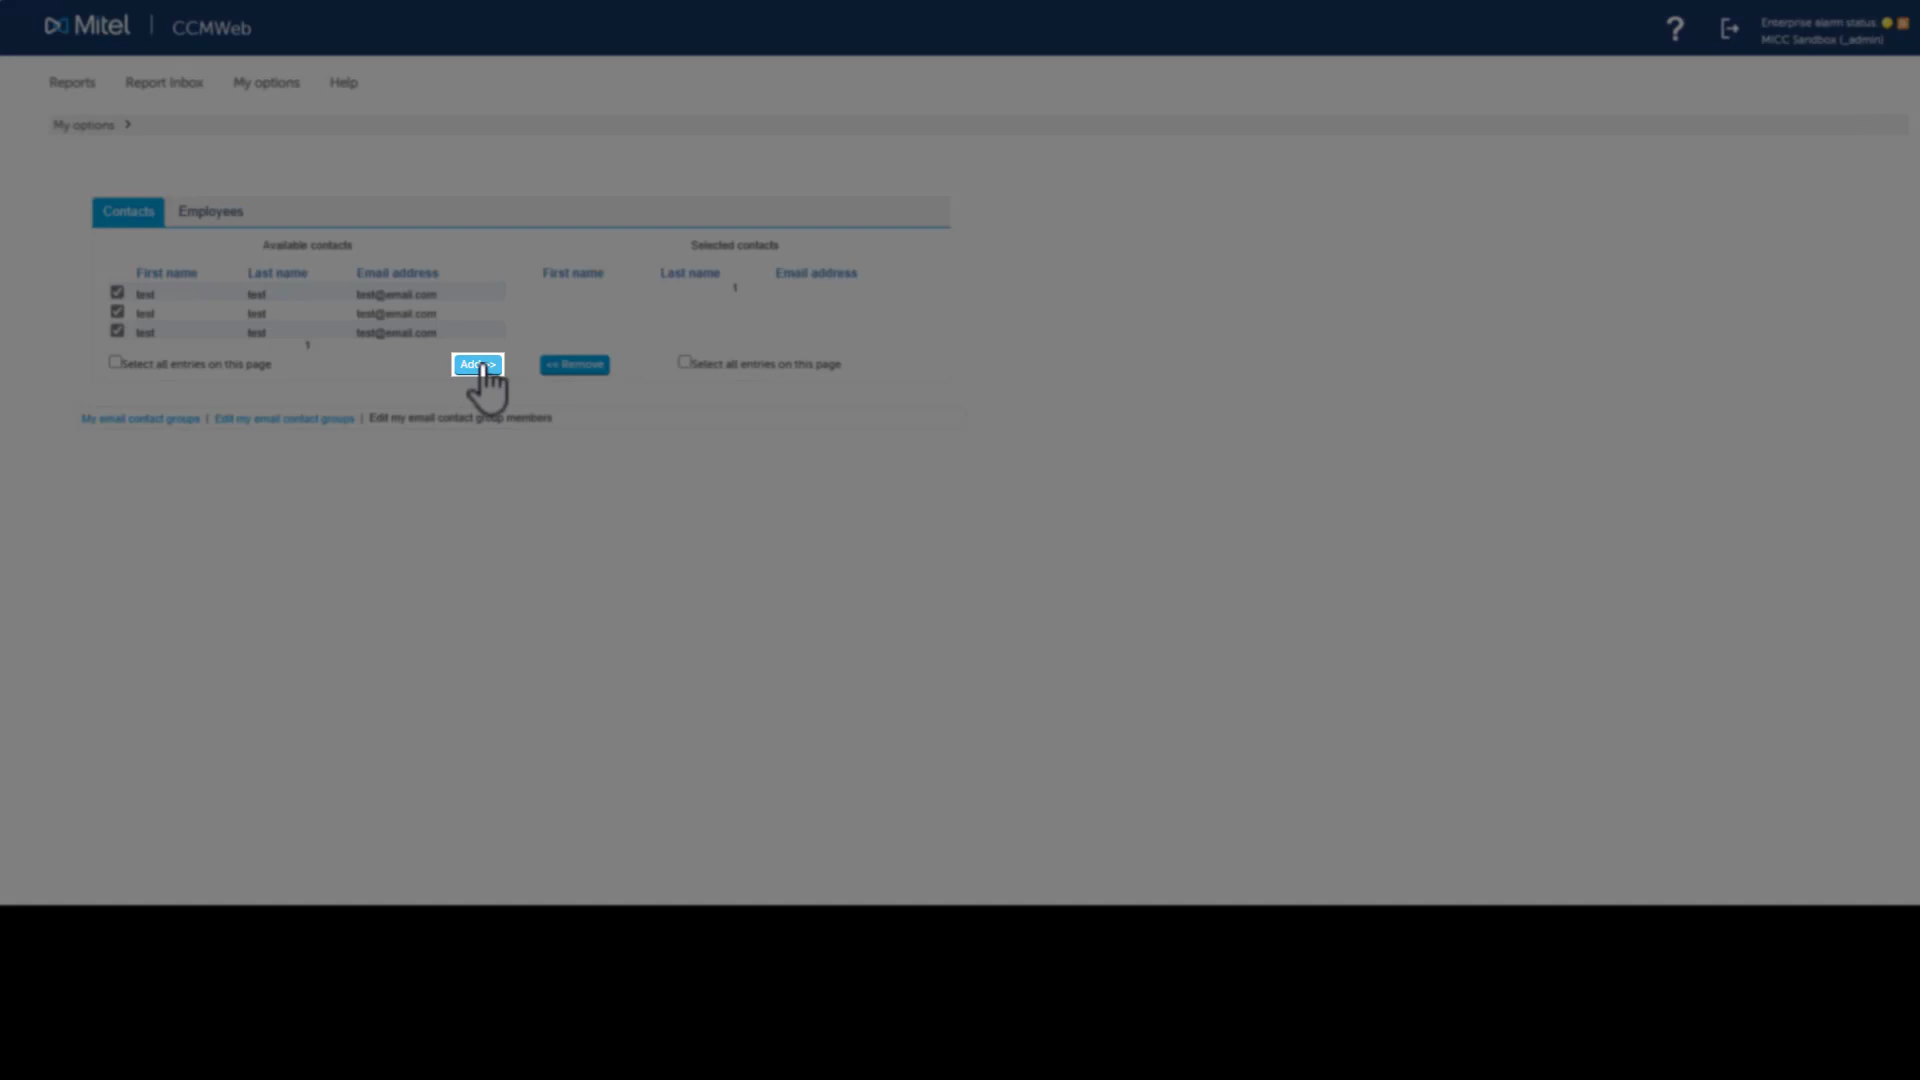 Mitel | CCMWeb
?
Enterprise alarm status
MICC Sandbox (_admin)
Reports Report Inbox My options Help
My options >
Contacts Employees
Available contacts Selected contacts
First name Last name Email address First name Last name Email address
test test test@email.com 1
test test test@email.com
test test test@email.com
1
Select all entries on this page Add >> << Remove Select all entries on this page
My email contact groups | Edit my email contact groups | Edit my email contact group members